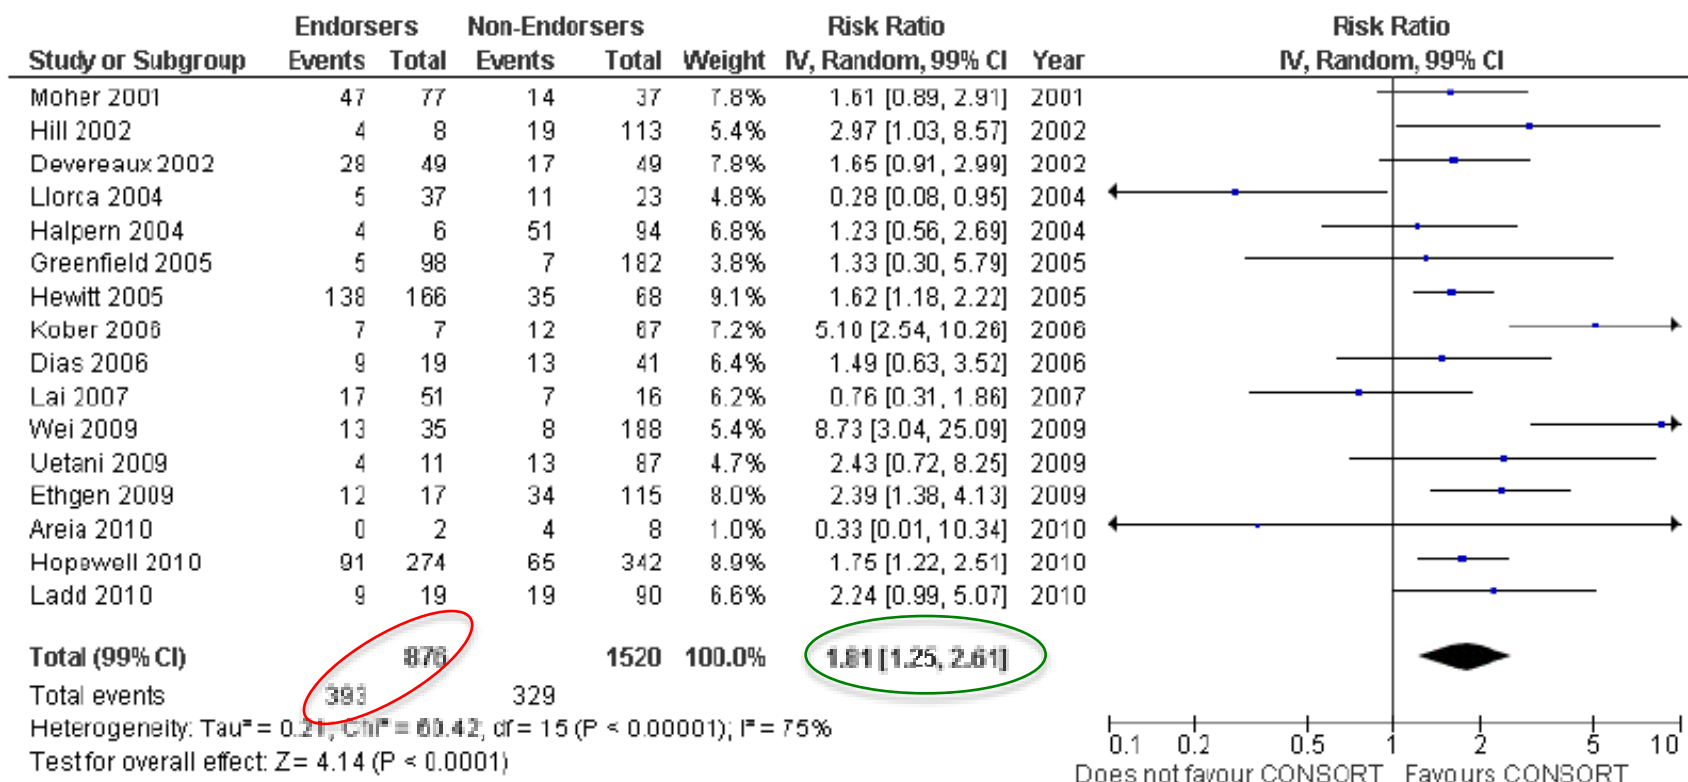 Endorsers Non-Endorsers Risk Ratio Risk Ratio
Study or Subgroup Events Total Events Total Weight IV, Random, 99% CI Year IV, Random, 99% CI
Moher 2001 47 77 14 37 7.8% 1.61 [0.89, 2.91] 2001
Hill 2002 4 8 19 113 5.4% 2.97 [1.03, 8.57] 2002
Devereaux 2002 28 49 17 49 7.8% 1.65 [0.91, 2.99] 2002
Llorca 2004 5 37 11 23 4.8% 0.28 [0.08, 0.95] 2004
Halpern 2004 4 6 51 94 6.8% 1.23 [0.56, 2.69] 2004
Greenfield 2005 5 98 7 182 3.8% 1.33 [0.30, 5.79] 2005
Hewitt 2005 138 166 35 68 9.1% 1.62 [1.18, 2.22] 2005
Kober 2006 7 7 12 67 7.2% 5.10 [2.54, 10.26] 2006
Dias 2006 9 19 13 41 6.4% 1.49 [0.63, 3.52] 2006
Lai 2007 17 51 7 16 6.2% 0.76 [0.31, 1.86] 2007
Wei 2009 13 35 8 188 5.4% 8.73 [3.04, 25.09] 2009
Uetani 2009 4 11 13 87 4.7% 2.43 [0.72, 8.25] 2009
Ethgen 2009 12 17 34 115 8.0% 2.39 [1.38, 4.13] 2009
Areia 2010 0 2 4 8 1.0% 0.33 [0.01, 10.34] 2010
Hopewell 2010 91 274 65 342 8.9% 1.75 [1.22, 2.51] 2010
Ladd 2010 9 19 19 90 6.6% 2.24 [0.99, 5.07] 2010
Total (99% CI) 876 1520 100.0% 1.81 [1.25, 2.61]
Total events 393 329
Heterogeneity: Tau² = 0.21; Chi² = 60.42; df = 15 (P < 0.00001); I² = 75%
Test for overall effect: Z = 4.14 (P < 0.0001)
0.1 0.2 0.5 1 2 5 10
Does not favour CONSORT Favours CONSORT